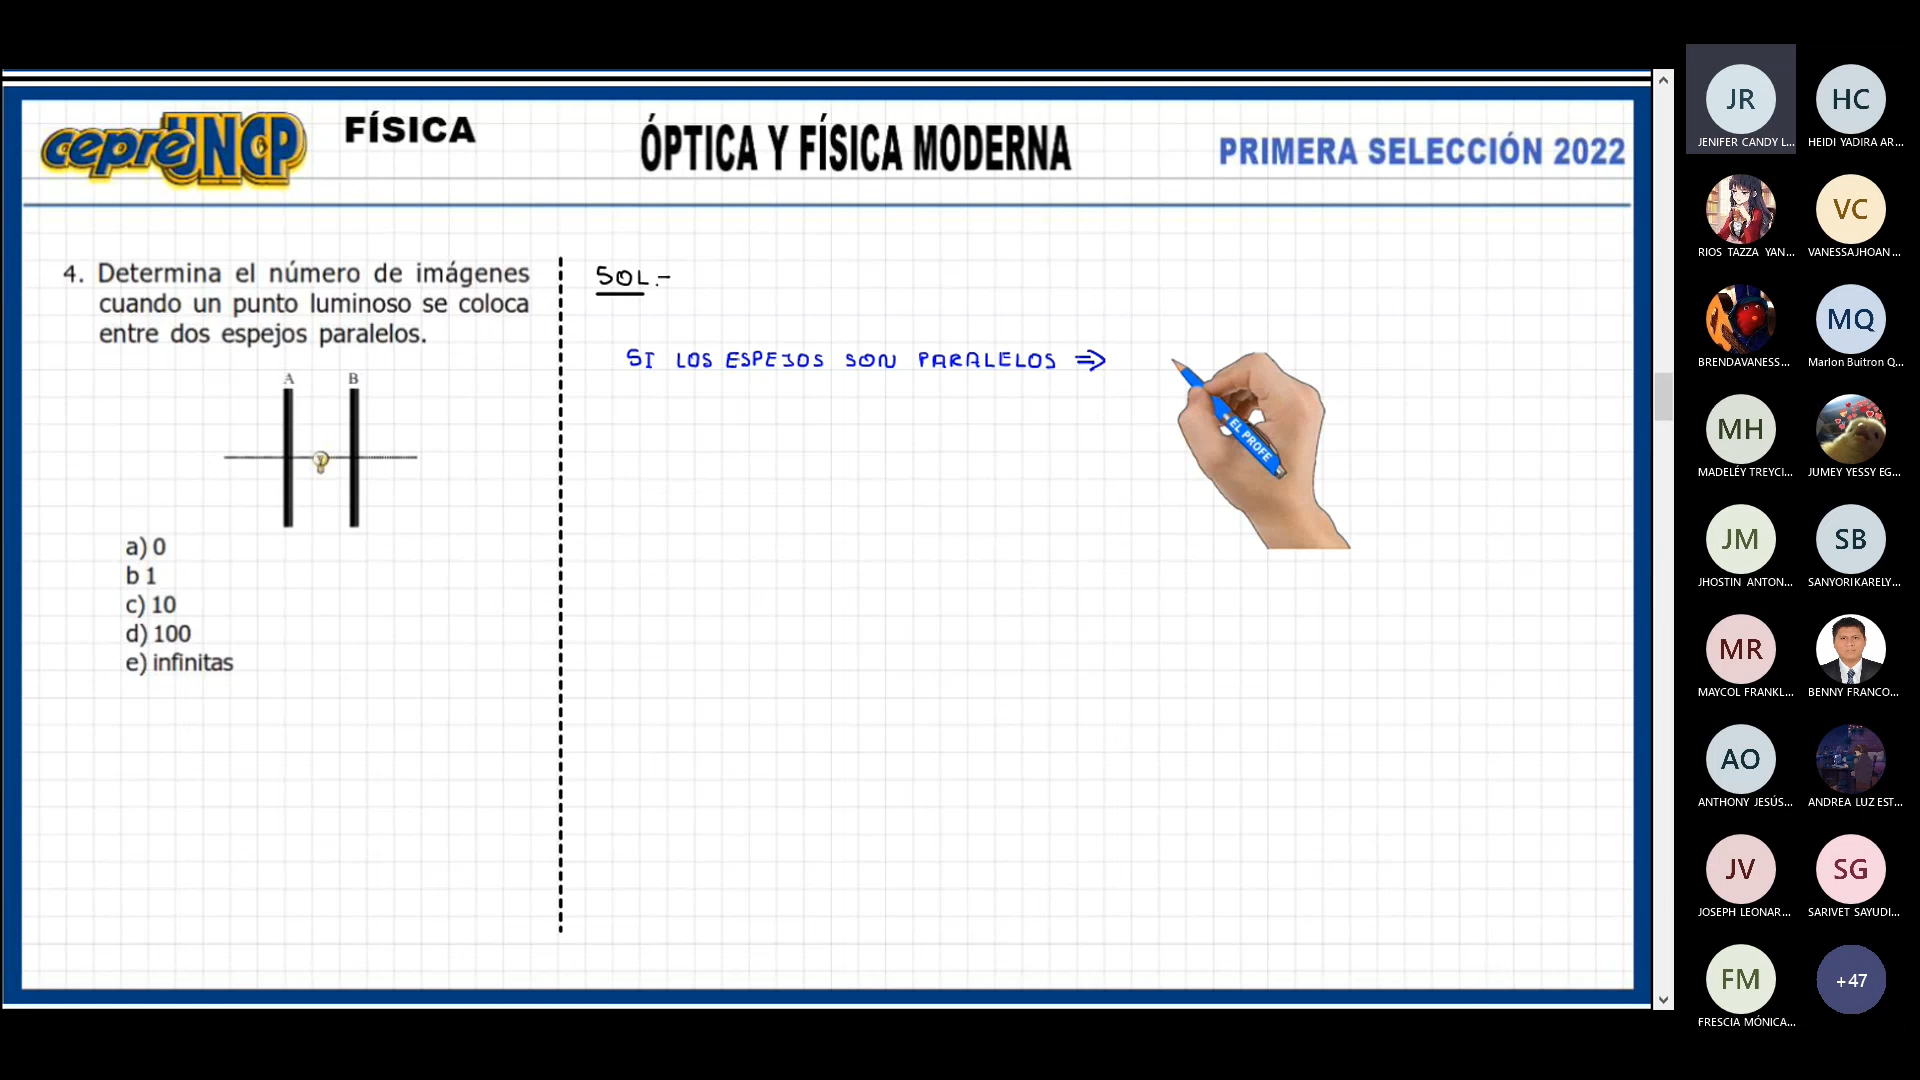 cepreUNCP
FÍSICA
ÓPTICA Y FÍSICA MODERNA
PRIMERA SELECCIÓN 2022
4. Determina el número de imágenes
cuando un punto luminoso se coloca
entre dos espejos paralelos.
A B
a) 0
b 1
c) 10
d) 100
e) infinitas
SOL.-
SI LOS ESPEJOS SON PARALELOS ⇒
EL PROFE
JR
JENIFER CANDY L...
HC
HEIDI YADIRA AR...
RIOS TAZZA YAN...
VC
VANESSAJHOAN...
BRENDAVANESS...
MQ
Marlon Buitron Q...
MH
MADELÉY TREYCI...
JUMEY YESSY EG...
JM
JHOSTIN ANTON...
SB
SANYORIKARELY...
MR
MAYCOL FRANKL...
BENNY FRANCO...
AO
ANTHONY JESÚS...
ANDREA LUZ EST...
JV
JOSEPH LEONAR...
SG
SARIVET SAYUDI...
FM
FRESCIA MÓNICA...
+47